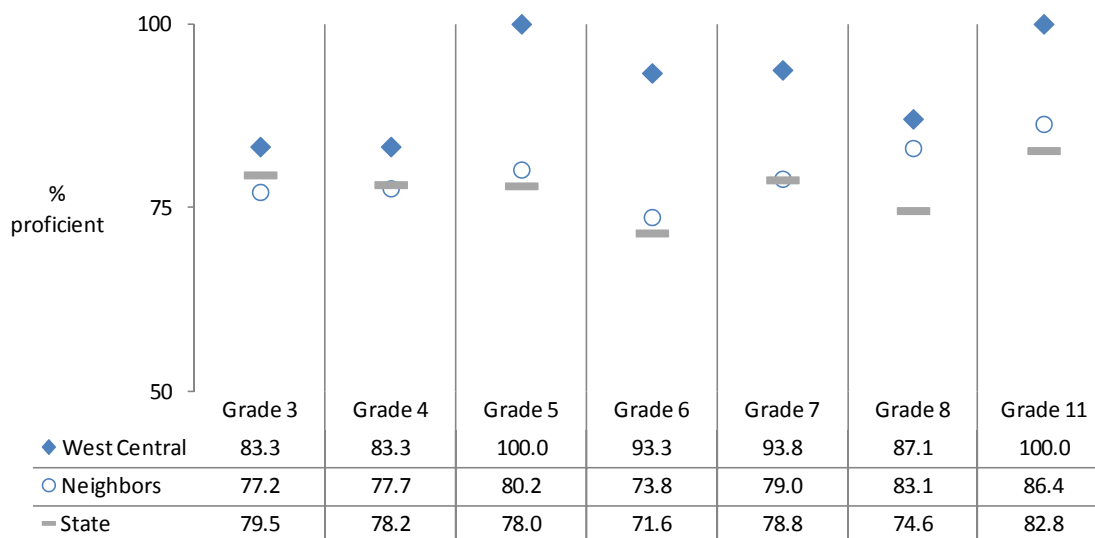 100
75
50
%
proficient
Grade 3 Grade 4 Grade 5 Grade 6 Grade 7 Grade 8 Grade 11
West Central 83.3 83.3 100.0 93.3 93.8 87.1 100.0
Neighbors 77.2 77.7 80.2 73.8 79.0 83.1 86.4
State 79.5 78.2 78.0 71.6 78.8 74.6 82.8